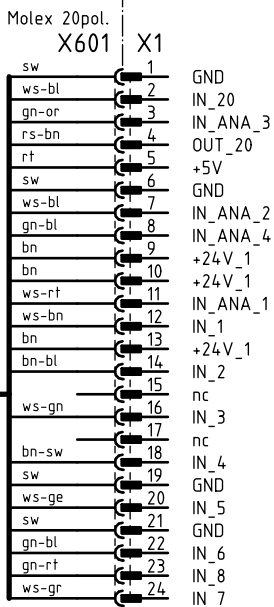 Molex 20pol.
X601 X1
sw 1 GND
ws-bl 2 IN_20
gn-or 3 IN_ANA_3
rs-bn 4 OUT_20
rt 5 +5V
sw 6 GND
ws-bl 7 IN_ANA_2
gn-bl 8 IN_ANA_4
bn 9 +24V_1
bn 10 +24V_1
ws-rt 11 IN_ANA_1
ws-bn 12 IN_1
bn 13 +24V_1
bn-bl 14 IN_2
15 nc
ws-gn 16 IN_3
17 nc
bn-sw 18 IN_4
sw 19 GND
ws-ge 20 IN_5
sw 21 GND
gn-bl 22 IN_6
gn-rt 23 IN_8
ws-gr 24 IN_7